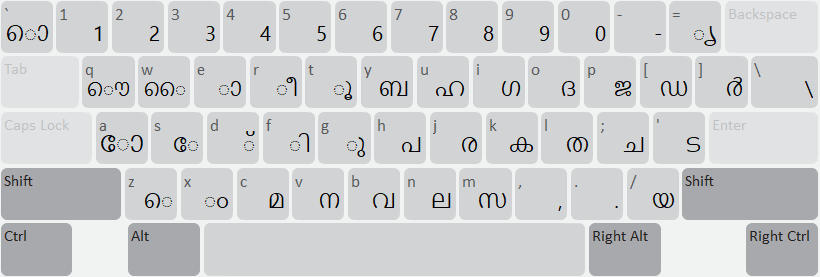 ` ൊ 1 1 2 2 3 3 4 4 5 5 6 6 7 7 8 8 9 9 0 0 - - = ൃ Backspace
Tab q ൌ w ൈ e ാ r ീ t ൂ y ബ u ഹ i ഗ o ദ p ജ [ ഡ ] ർ \ \
Caps Lock a ോ s േ d ് f ി g ു h പ j ര k ക l ത ; ച ' ട Enter
Shift z െ x ം c മ v ന b വ n ല m സ , , . . / യ Shift
Ctrl Alt Right Alt Right Ctrl